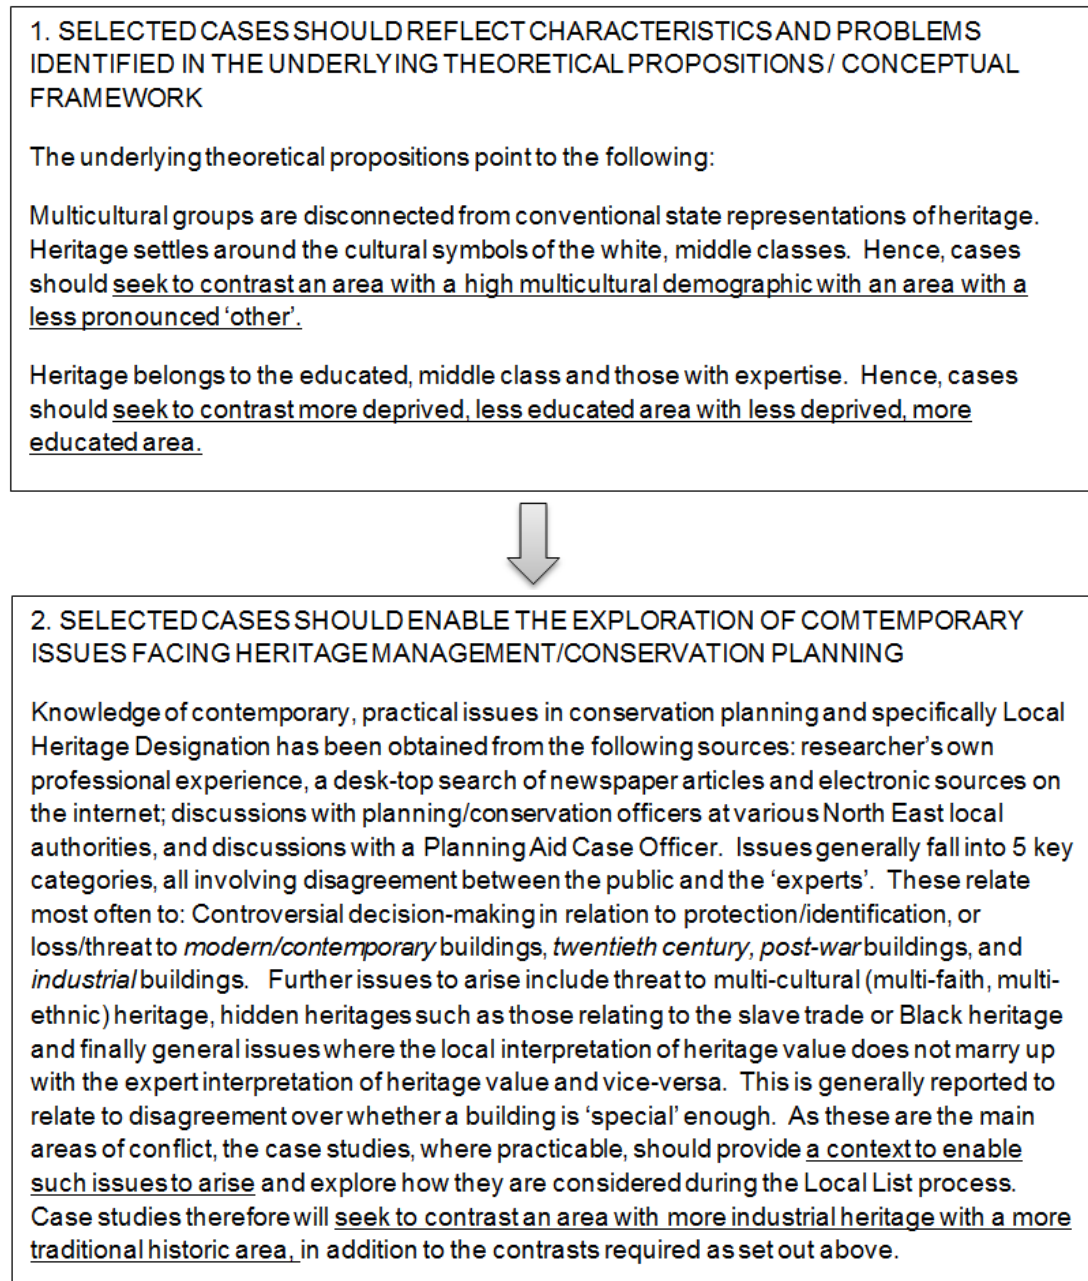 1. SELECTED CASES SHOULD REFLECT CHARACTERISTICS AND PROBLEMS
IDENTIFIED IN THE UNDERLYING THEORETICAL PROPOSITIONS / CONCEPTUAL
FRAMEWORK
The underlying theoretical propositions point to the following:
Multicultural groups are disconnected from conventional state representations of heritage.
Heritage settles around the cultural symbols of the white, middle classes.  Hence, cases
should seek to contrast an area with a high multicultural demographic with an area with a
less pronounced ‘other’.
Heritage belongs to the educated, middle class and those with expertise.  Hence, cases
should seek to contrast more deprived, less educated area with less deprived, more
educated area.
2. SELECTED CASES SHOULD ENABLE THE EXPLORATION OF COMTEMPORARY
ISSUES FACING HERITAGE MANAGEMENT/CONSERVATION PLANNING
Knowledge of contemporary, practical issues in conservation planning and specifically Local
Heritage Designation has been obtained from the following sources: researcher’s own
professional experience, a desk-top search of newspaper articles and electronic sources on
the internet; discussions with planning/conservation officers at various North East local
authorities, and discussions with a Planning Aid Case Officer.  Issues generally fall into 5 key
categories, all involving disagreement between the public and the ‘experts’.  These relate
most often to: Controversial decision-making in relation to protection/identification, or
loss/threat to modern/contemporary buildings, twentieth century, post-war buildings, and
industrial buildings.   Further issues to arise include threat to multi-cultural (multi-faith, multi-
ethnic) heritage, hidden heritages such as those relating to the slave trade or Black heritage
and finally general issues where the local interpretation of heritage value does not marry up
with the expert interpretation of heritage value and vice-versa.  This is generally reported to
relate to disagreement over whether a building is ‘special’ enough.  As these are the main
areas of conflict, the case studies, where practicable, should provide a context to enable
such issues to arise and explore how they are considered during the Local List process.
Case studies therefore will seek to contrast an area with more industrial heritage with a more
traditional historic area, in addition to the contrasts required as set out above.